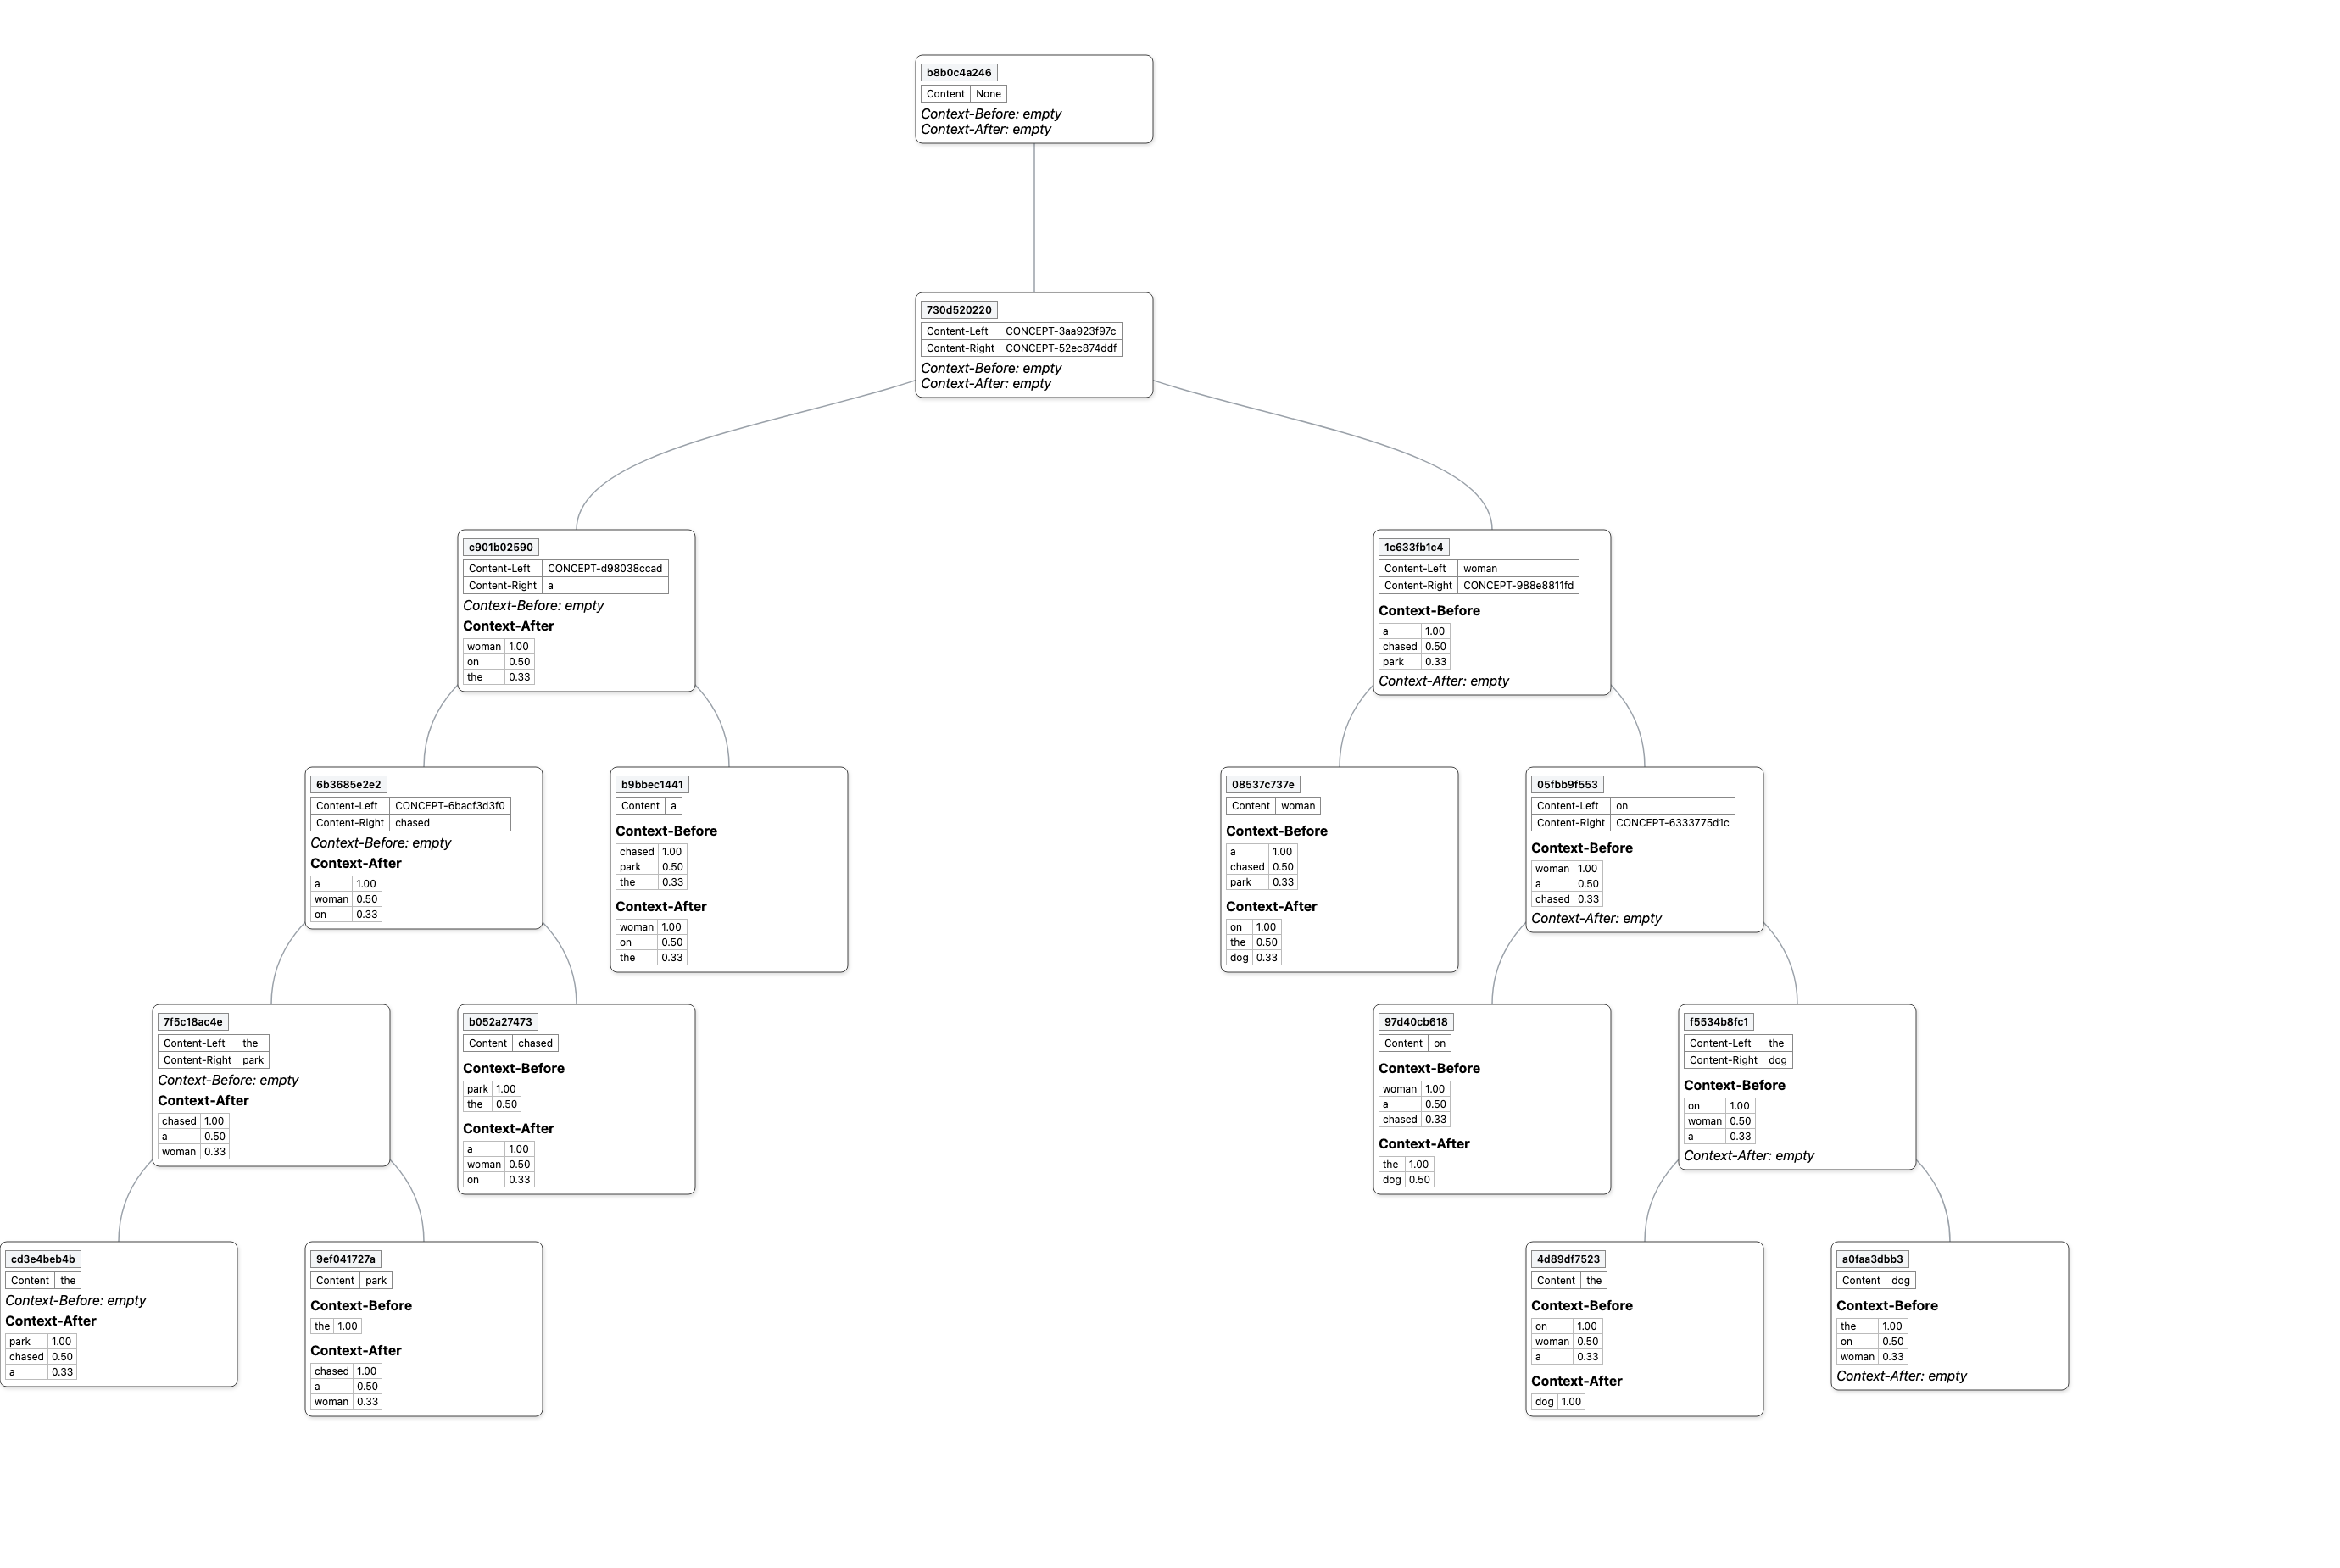 b8b0c4a246
Content None
Context-Before: empty
Context-After: empty
730d520220
Content-Left CONCEPT-3aa923f97c
Content-Right CONCEPT-52ec874ddf
Context-Before: empty
Context-After: empty
c901b02590
Content-Left CONCEPT-d98038ccad
Content-Right a
Context-Before: empty
Context-After
woman 1.00
on 0.50
the 0.33
1c633fb1c4
Content-Left woman
Content-Right CONCEPT-988e8811fd
Context-Before
a 1.00
chased 0.50
park 0.33
Context-After: empty
6b3685e2e2
Content-Left CONCEPT-6bacf3d3f0
Content-Right chased
Context-Before: empty
Context-After
a 1.00
woman 0.50
on 0.33
b9bbec1441
Content a
Context-Before
chased 1.00
park 0.50
the 0.33
Context-After
woman 1.00
on 0.50
the 0.33
08537c737e
Content woman
Context-Before
a 1.00
chased 0.50
park 0.33
Context-After
on 1.00
the 0.50
dog 0.33
05fbb9f553
Content-Left on
Content-Right CONCEPT-6333775d1c
Context-Before
woman 1.00
a 0.50
chased 0.33
Context-After: empty
7f5c18ac4e
Content-Left the
Content-Right park
Context-Before: empty
Context-After
chased 1.00
a 0.50
woman 0.33
b052a27473
Content chased
Context-Before
park 1.00
the 0.50
Context-After
a 1.00
woman 0.50
on 0.33
97d40cb618
Content on
Context-Before
woman 1.00
a 0.50
chased 0.33
Context-After
the 1.00
dog 0.50
f5534b8fc1
Content-Left the
Content-Right dog
Context-Before
on 1.00
woman 0.50
a 0.33
Context-After: empty
cd3e4beb4b
Content the
Context-Before: empty
Context-After
park 1.00
chased 0.50
a 0.33
9ef041727a
Content park
Context-Before
the 1.00
Context-After
chased 1.00
a 0.50
woman 0.33
4d89df7523
Content the
Context-Before
on 1.00
woman 0.50
a 0.33
Context-After
dog 1.00
a0faa3dbb3
Content dog
Context-Before
the 1.00
on 0.50
woman 0.33
Context-After: empty